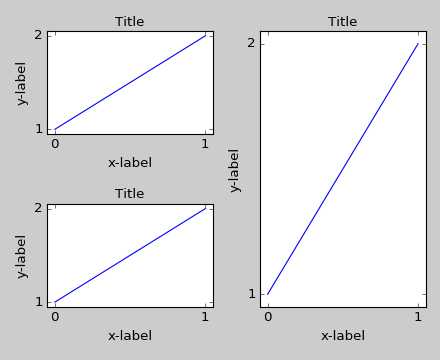 Title
2
y-label
1
0 1
x-label
Title
2
y-label
1
0 1
x-label
Title
2
y-label
1
0 1
x-label